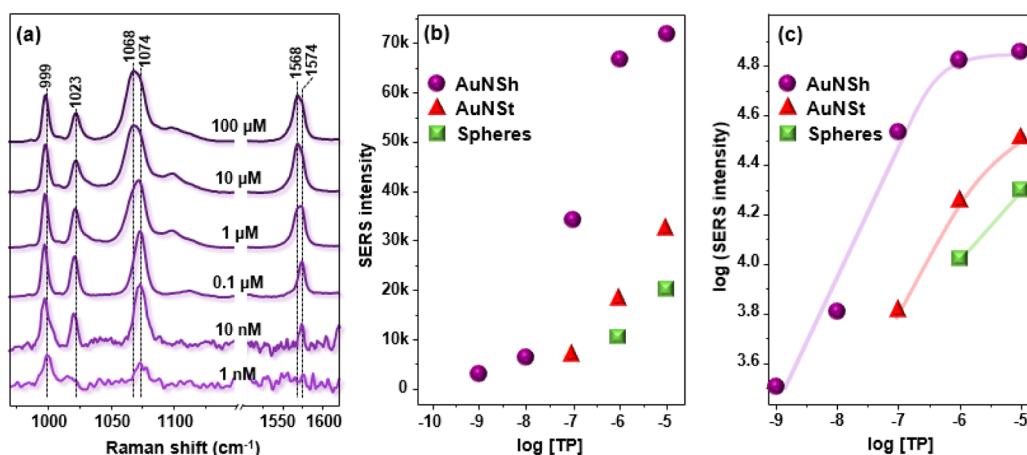 (a)
999
1023
1068
1074
1568
1574
100 µM
10 µM
1 µM
0.1 µM
10 nM
1 nM
1000
1050
1100
1550
1600
Raman shift (cm⁻¹)
(b)
SERS intensity
70k
60k
50k
40k
30k
20k
10k
0
AuNSh
AuNSt
Spheres
-10
-9
-8
-7
-6
-5
log [TP]
(c)
log (SERS intensity)
4.8
4.4
4.2
4.0
3.8
3.6
AuNSh
AuNSt
Spheres
-9
-8
-7
-6
-5
log [TP]